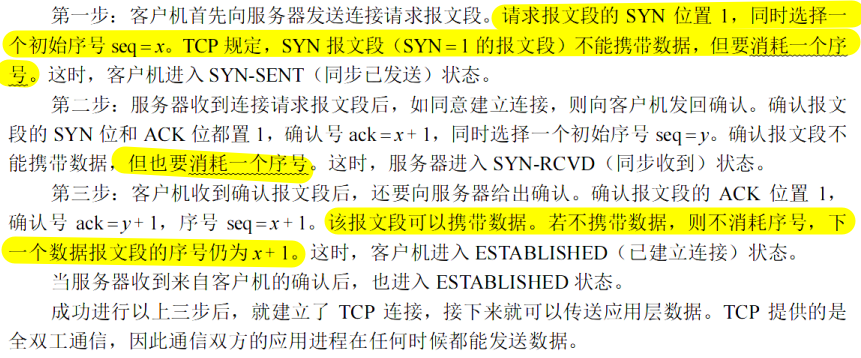 第一步：客户机首先向服务器发送连接请求报文段。请求报文段的 SYN 位置 1，同时选择一
个初始序号 seq = x。TCP 规定，SYN 报文段（SYN = 1 的报文段）不能携带数据，但要消耗一个序
号。这时，客户机进入 SYN-SENT（同步已发送）状态。
第二步：服务器收到连接请求报文段后，如同意建立连接，则向客户机发回确认。确认报文
段的 SYN 位和 ACK 位都置 1，确认号 ack = x + 1，同时选择一个初始序号 seq = y。确认报文段不
能携带数据，但也要消耗一个序号。这时，服务器进入 SYN-RCVD（同步收到）状态。
第三步：客户机收到确认报文段后，还要向服务器给出确认。确认报文段的 ACK 位置 1，
确认号 ack = y + 1，序号 seq = x + 1。该报文段可以携带数据。若不携带数据，则不消耗序号，下
一个数据报文段的序号仍为 x + 1。这时，客户机进入 ESTABLISHED（已建立连接）状态。
当服务器收到来自客户机的确认后，也进入 ESTABLISHED 状态。
成功进行以上三步后，就建立了 TCP 连接，接下来就可以传送应用层数据。TCP 提供的是
全双工通信，因此通信双方的应用进程在任何时候都能发送数据。